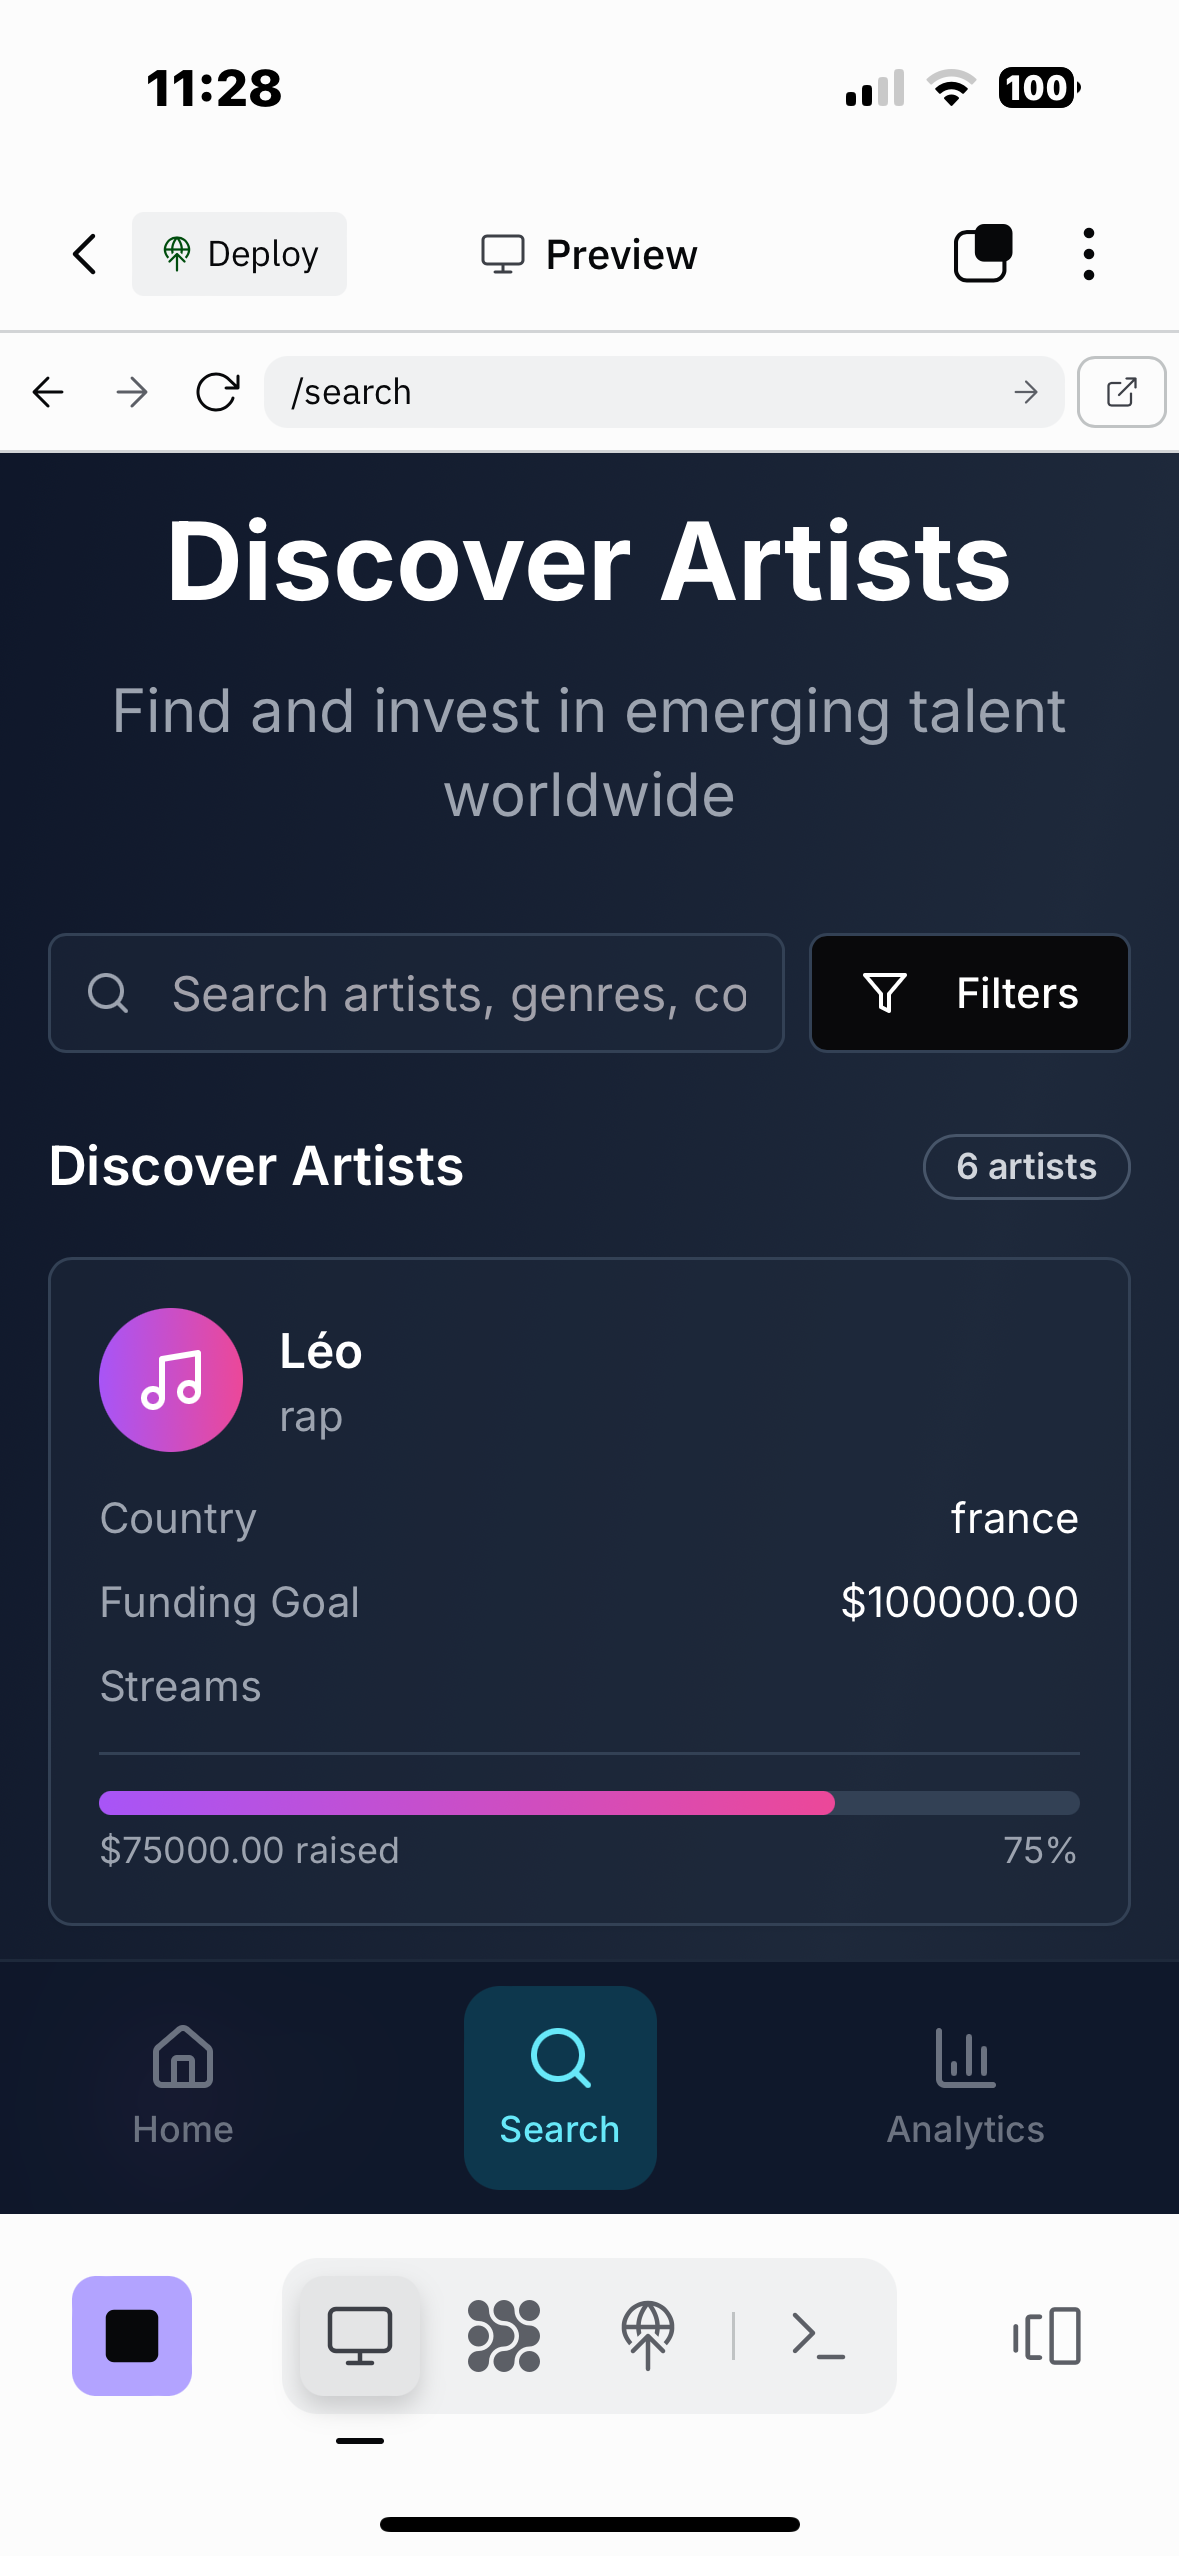 11:28
100
Deploy
Preview
/search
Discover Artists
Find and invest in emerging talent
worldwide
Search artists, genres, co
Filters
Discover Artists
6 artists
Léo
rap
Country
france
Funding Goal
$100000.00
Streams
$75000.00 raised
75%
Home
Search
Analytics